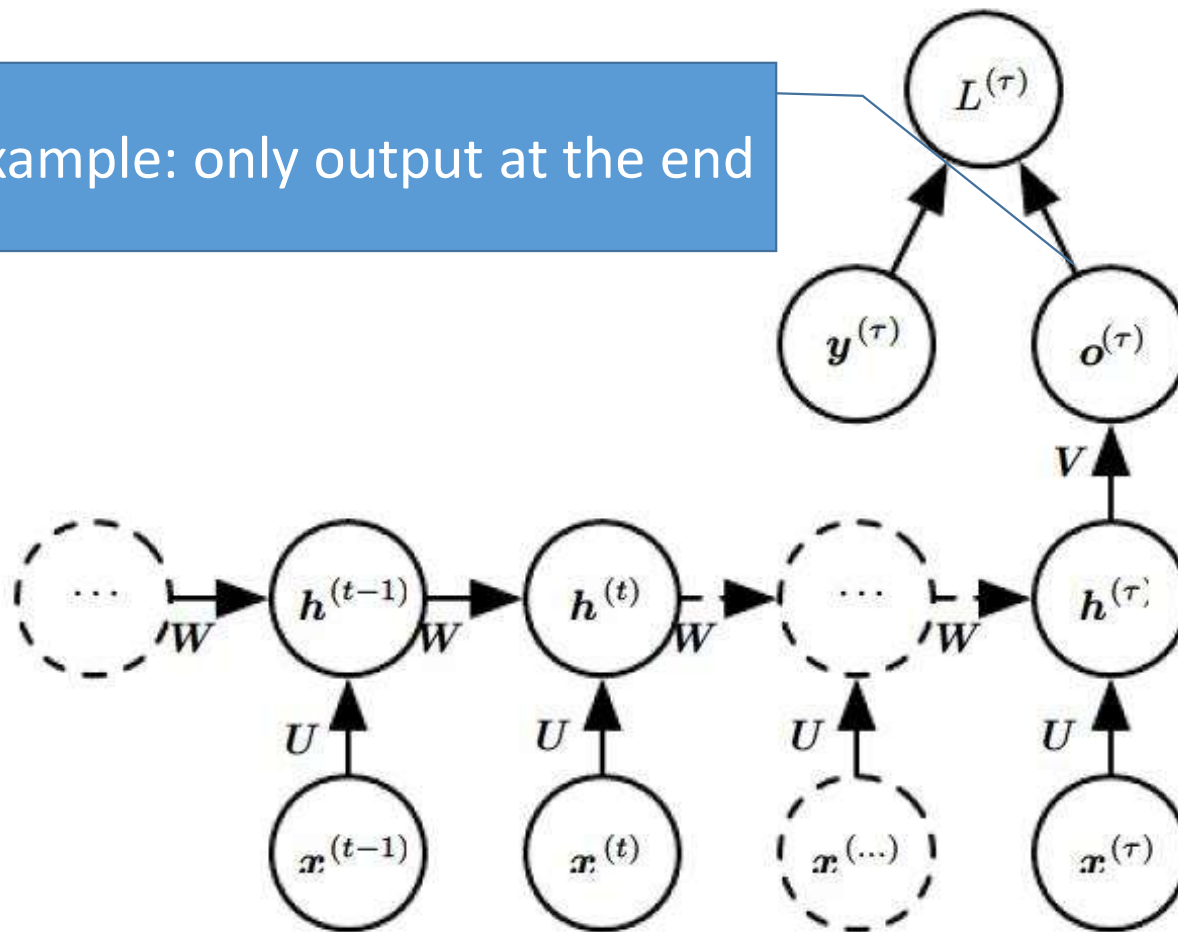 L^(τ)
xample: only output at the end
y^(τ) o^(τ)
V
... h^(t−1) h^(t) ... h^(τ)
W W W W
U U U U
x^(t−1) x^(t) x^(...) x^(τ)